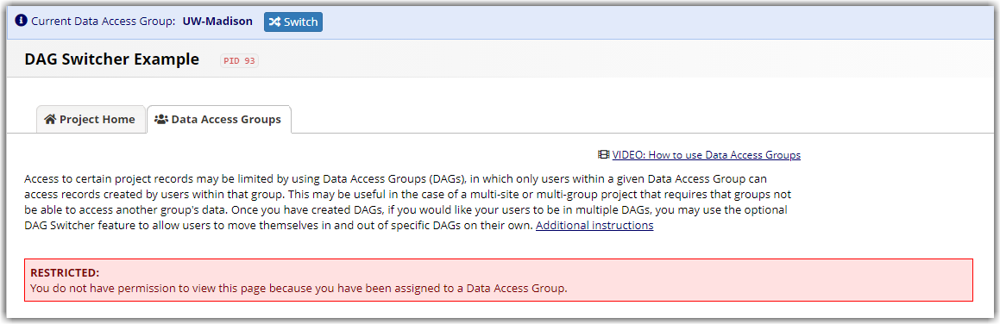 Current Data Access Group: UW-Madison Switch
DAG Switcher Example PID 93
Project Home Data Access Groups
VIDEO: How to use Data Access Groups
Access to certain project records may be limited by using Data Access Groups (DAGs), in which only users within a given Data Access Group can
access records created by users within that group. This may be useful in the case of a multi-site or multi-group project that requires that groups not
be able to access another group's data. Once you have created DAGs, if you would like your users to be in multiple DAGs, you may use the optional
DAG Switcher feature to allow users to move themselves in and out of specific DAGs on their own. Additional instructions
RESTRICTED:
You do not have permission to view this page because you have been assigned to a Data Access Group.